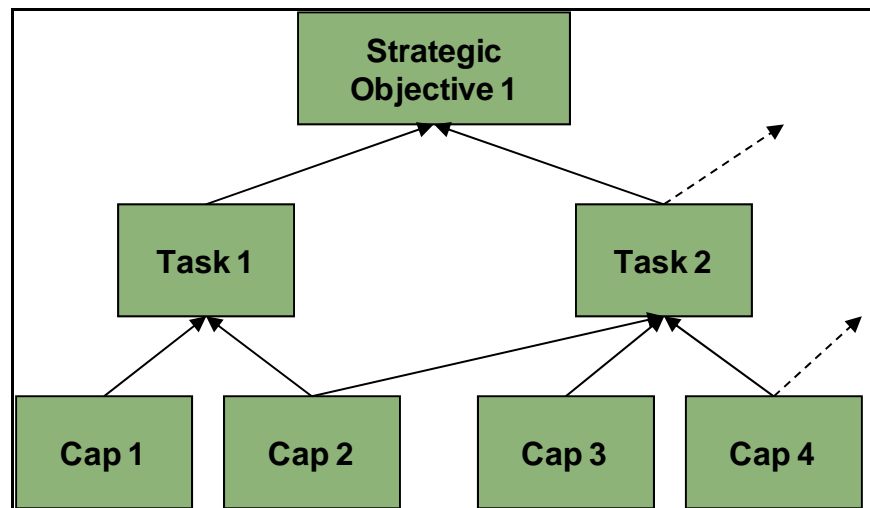 Strategic
Objective 1
Task 1
Task 2
Cap 1
Cap 2
Cap 3
Cap 4